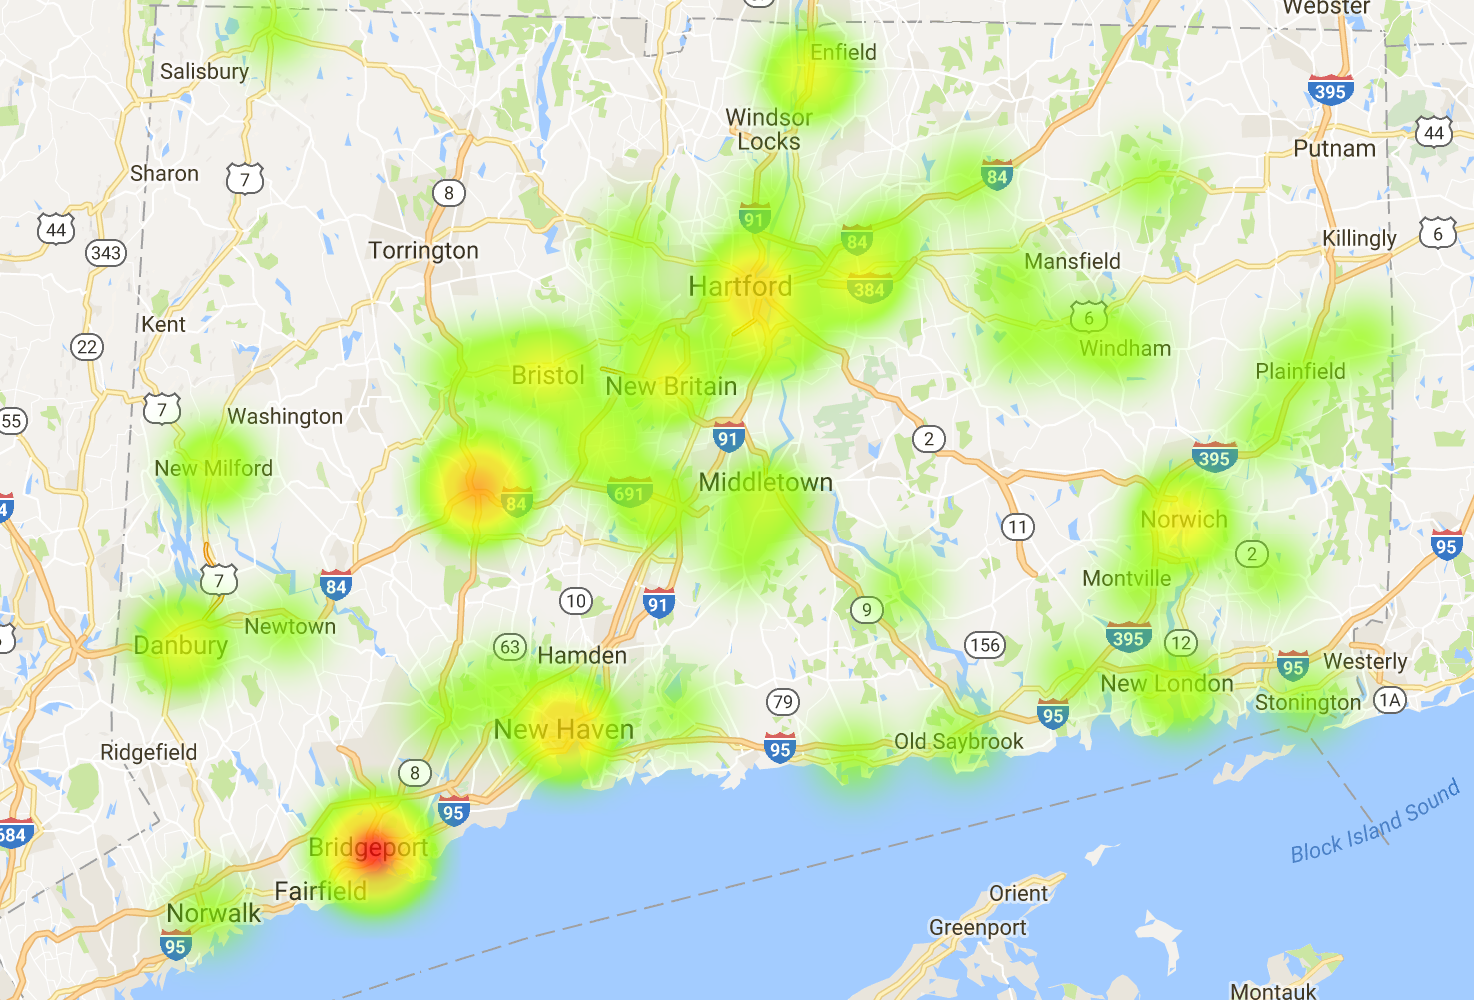 Webster
Enfield
Salisbury
395
Windsor
Locks
44
Putnam
Sharon
7
84
8
44
91
6
343
84
Killingly
Torrington
Mansfield
Hartford
384
Kent
6
22
Windham
Bristol
New Britain
Plainfield
7
Washington
55
91
2
395
New Milford
Middletown
691
84
Norwich
11
95
2
7
84
Montville
10
91
9
Newtown
395
12
Danbury
63
Hamden
156
95
Westerly
New London
Stonington
1A
79
95
New Haven
Old Saybrook
95
Ridgefield
8
95
684
Block Island Sound
Bridgeport
Fairfield
Orient
Norwalk
Greenport
95
Montauk